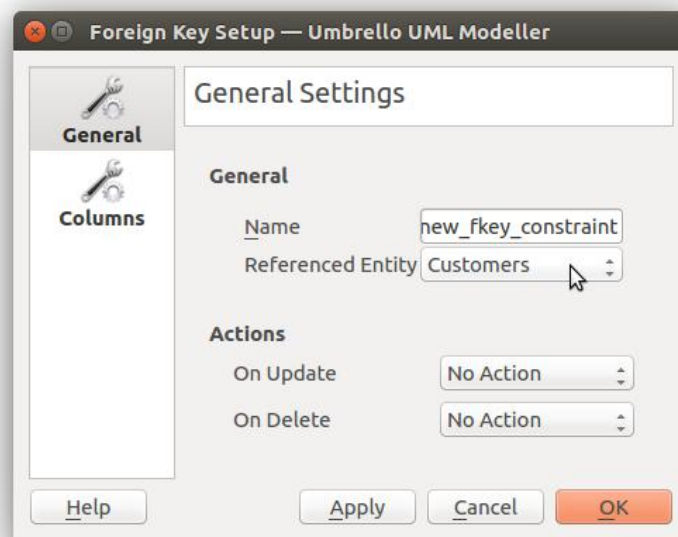 Foreign Key Setup — Umbrello UML Modeller
General
Columns
General Settings
General
Name new_fkey_constraint
Referenced Entity Customers
Actions
On Update No Action
On Delete No Action
Help Apply Cancel OK